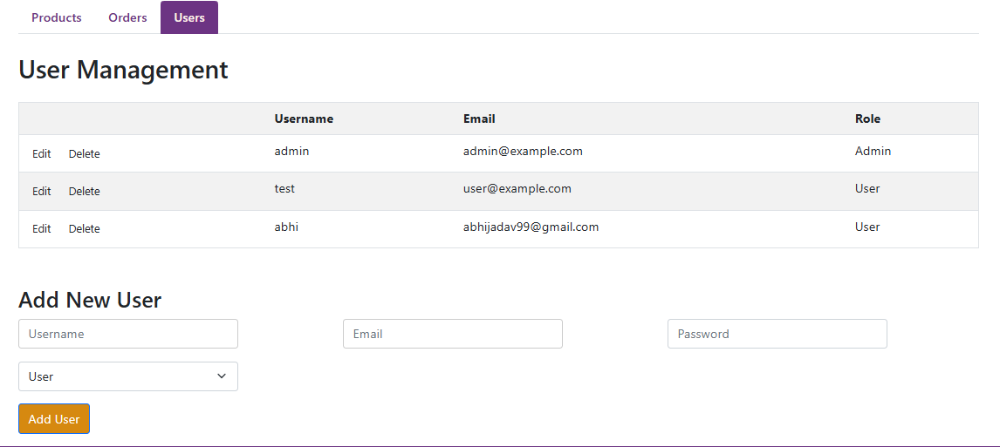 Products Orders Users
User Management
Username Email Role
Edit Delete admin admin@example.com Admin
Edit Delete test user@example.com User
Edit Delete abhi abhijadav99@gmail.com User
Add New User
Username Email Password
User
Add User